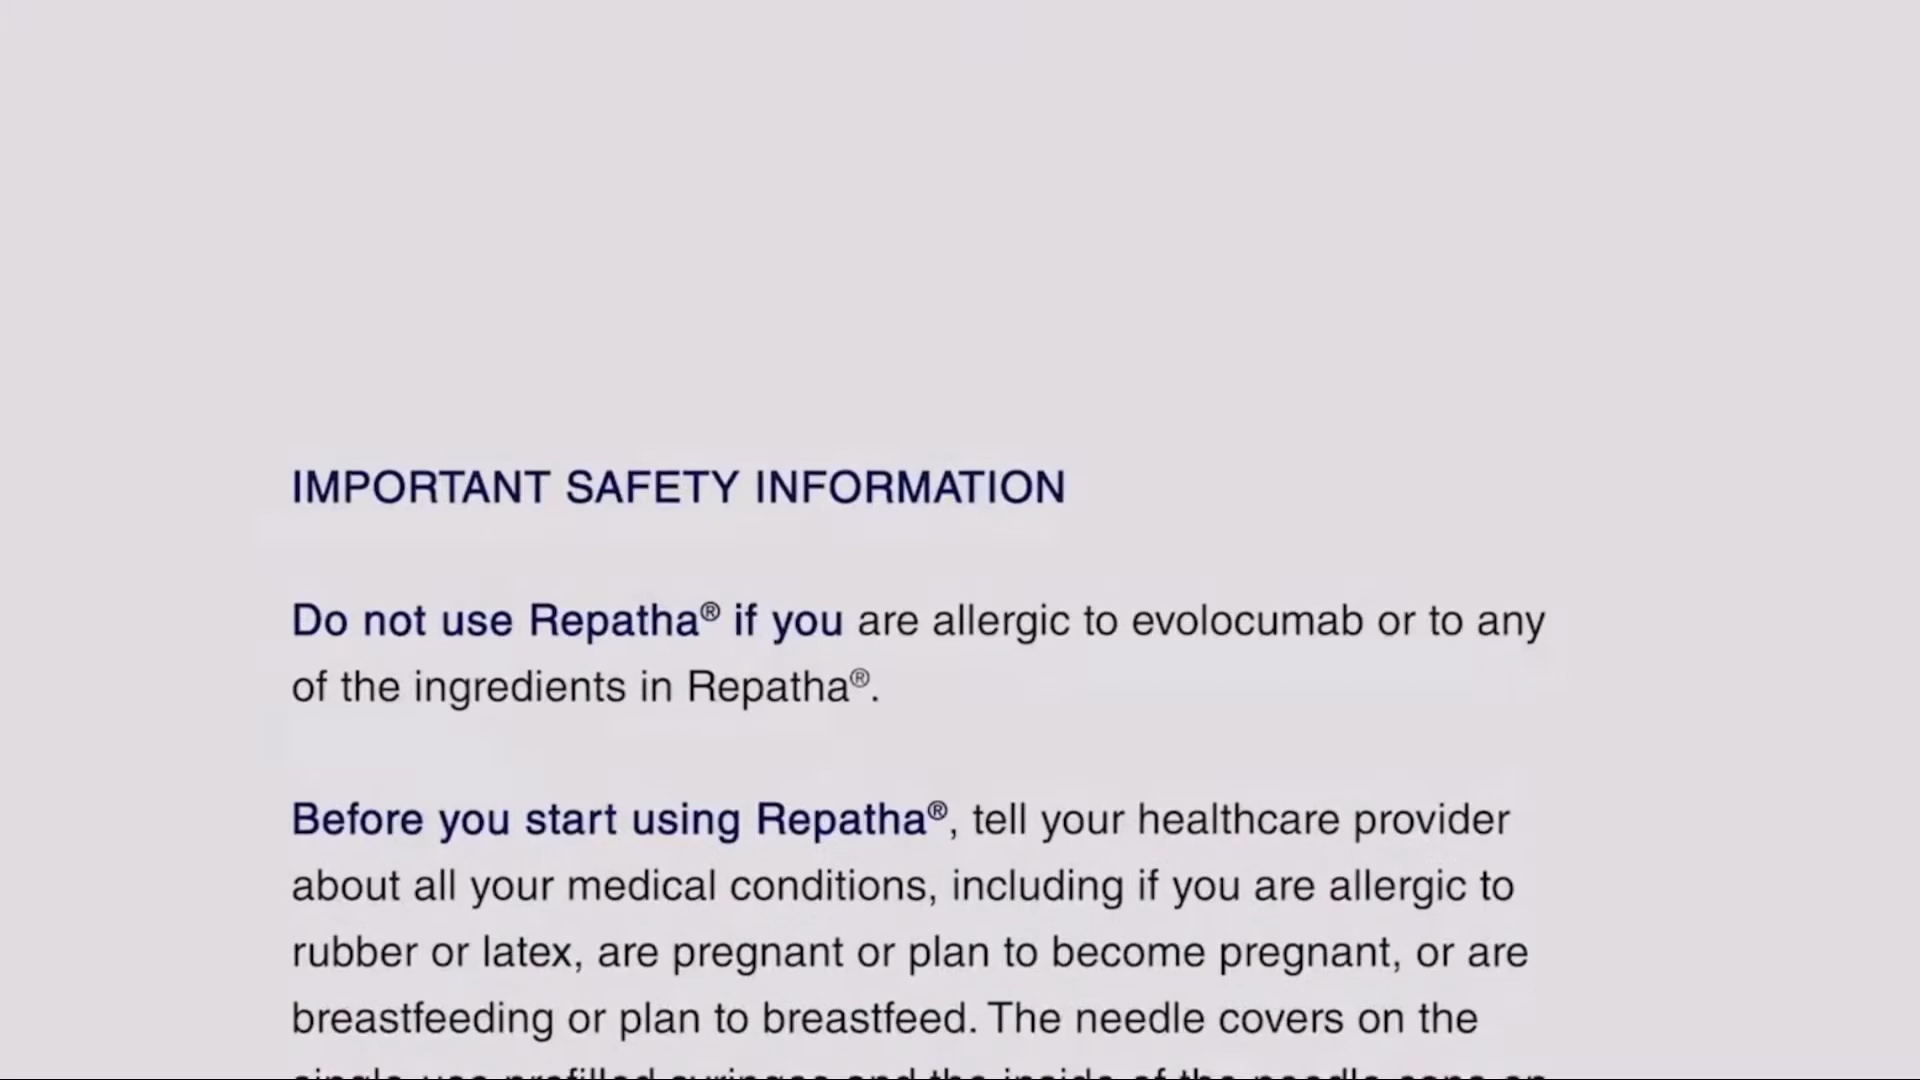 IMPORTANT SAFETY INFORMATION
Do not use Repatha® if you are allergic to evolocumab or to any
of the ingredients in Repatha®.
Before you start using Repatha®, tell your healthcare provider
about all your medical conditions, including if you are allergic to
rubber or latex, are pregnant or plan to become pregnant, or are
breastfeeding or plan to breastfeed. The needle covers on the